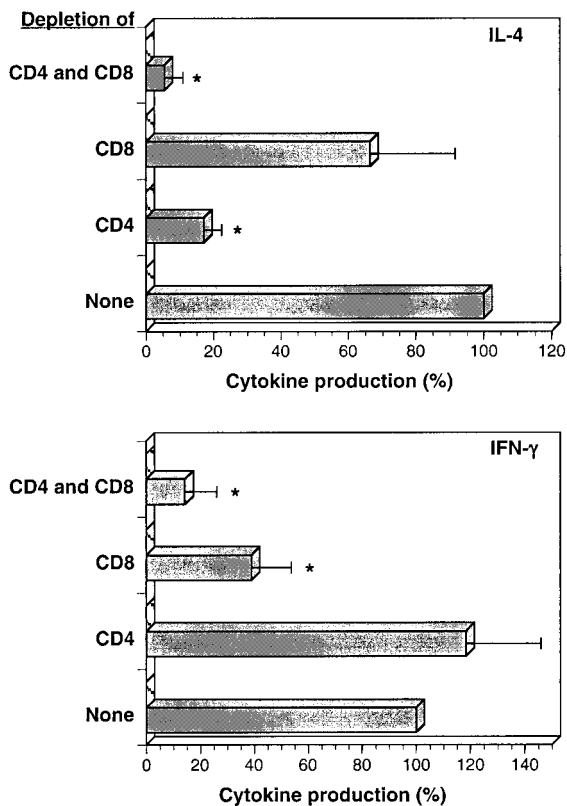 Depletion of
IL-4
CD4 and CD8
*
CD8
CD4
*
None
0 20 40 60 80 100 120
Cytokine production (%)
IFN-γ
CD4 and CD8
*
CD8
*
CD4
None
0 20 40 60 80 100 120 140
Cytokine production (%)